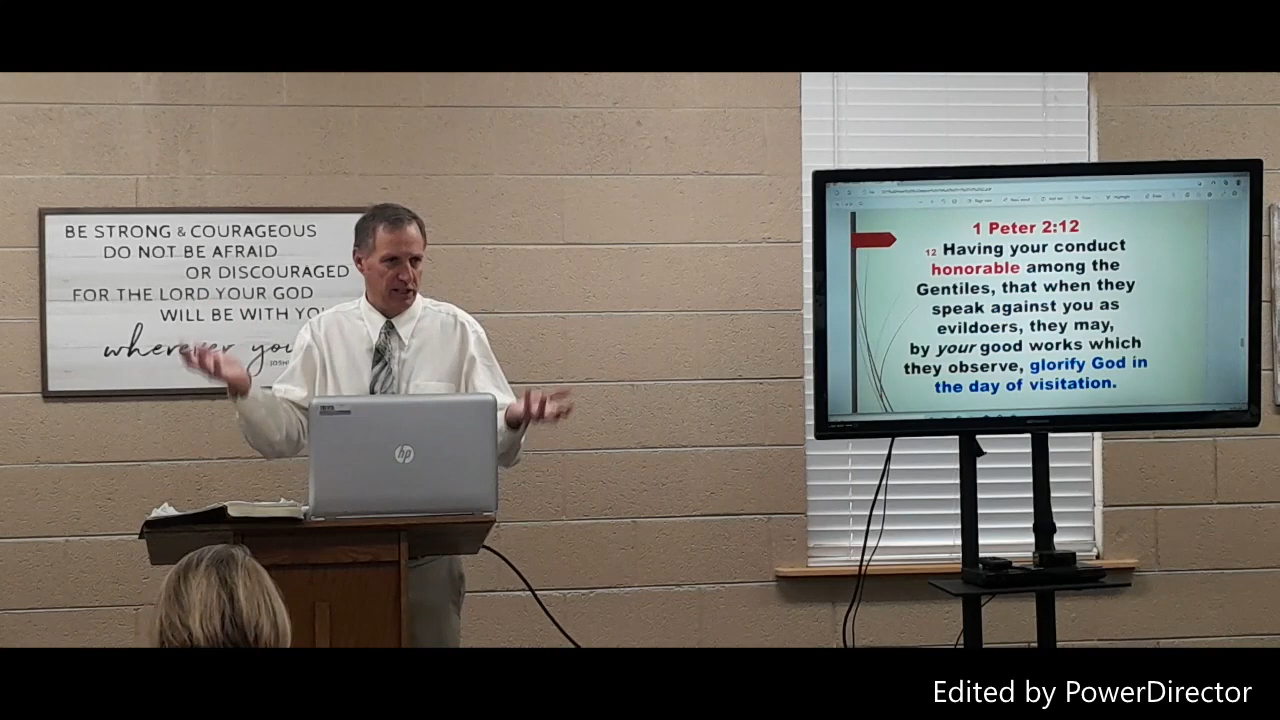 BE STRONG & COURAGEOUS
DO NOT BE AFRAID
OR DISCOURAGED
FOR THE LORD YOUR GOD
WILL BE WITH YOU
wherever you
hp
1 Peter 2:12
12 Having your conduct
honorable among the
Gentiles, that when they
speak against you as
evildoers, they may,
by your good works which
they observe, glorify God in
the day of visitation.
Edited by PowerDirector